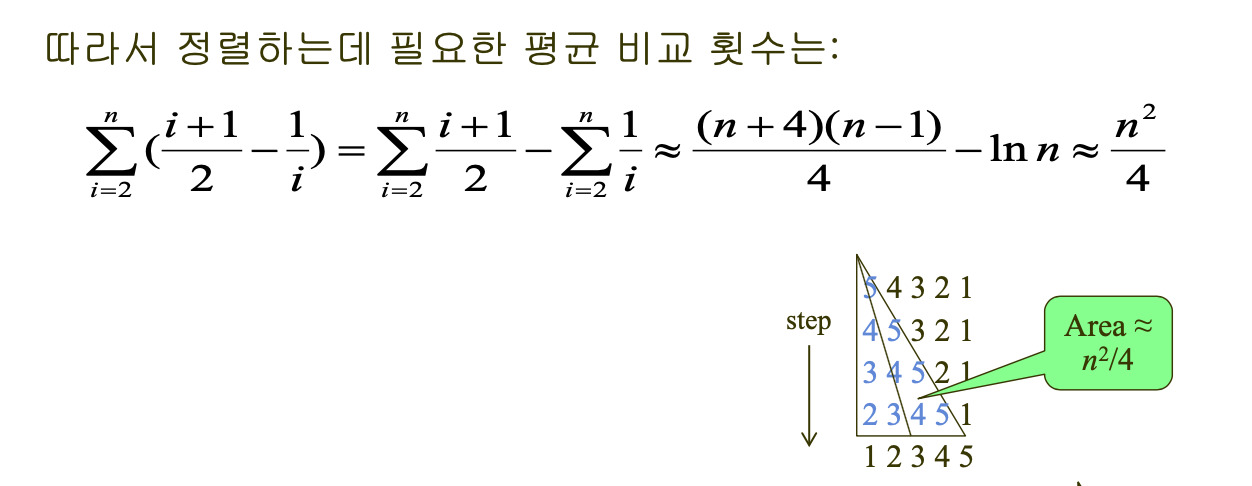 따라서 정렬하는데 필요한 평균 비교 횟수는:
\sum_{i=2}^{n}(\frac{i+1}{2}-\frac{1}{i})=\sum_{i=2}^{n}\frac{i+1}{2}-\sum_{i=2}^{n}\frac{1}{i}≈\frac{(n+4)(n-1)}{4}-\ln n≈\frac{n^2}{4}
step
5 4 3 2 1
4 5 3 2 1
3 4 5 2 1
2 3 4 5 1
1 2 3 4 5
Area ≈
n²/4